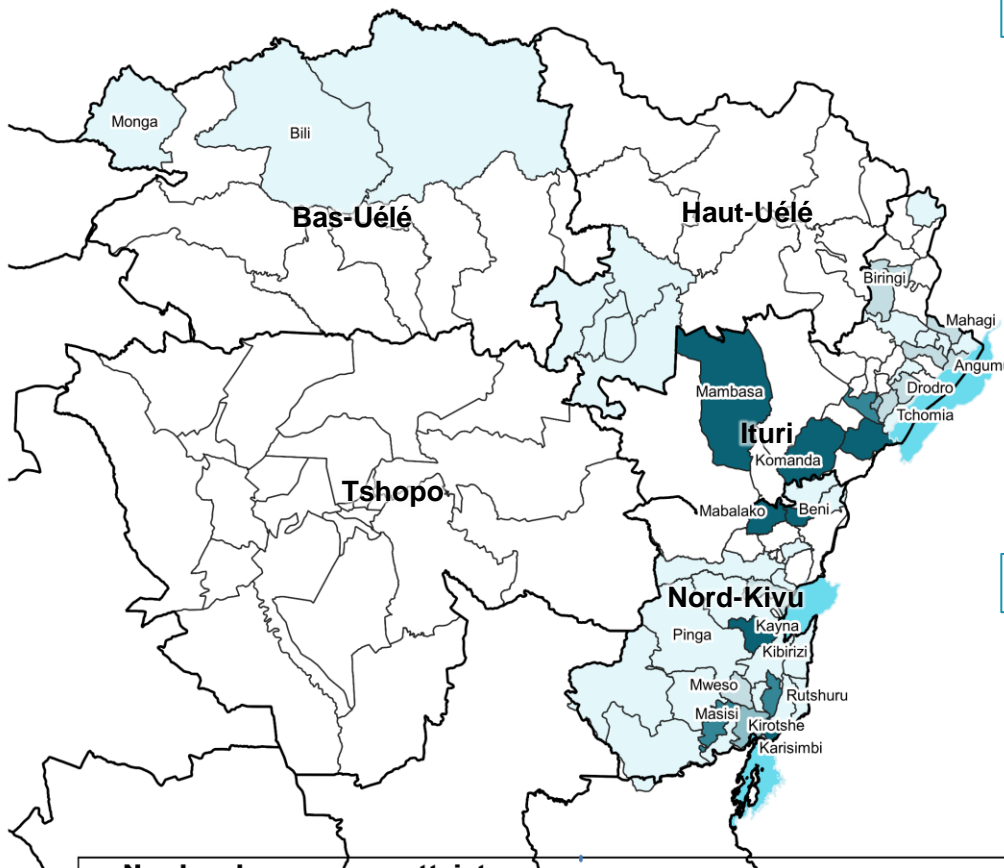 Monga
Bili
Bas-Uélé
Haut-Uélé
Biringi
Mahagi
Angumu
Drodro
Mambasa
Tchomia
Ituri
Komanda
Tshopo
Mabalako
Beni
Nord-Kivu
Kayna
Pinga
Kibirizi
Mweso
Rutshuru
Masisi
Kirotshe
Karisimbi